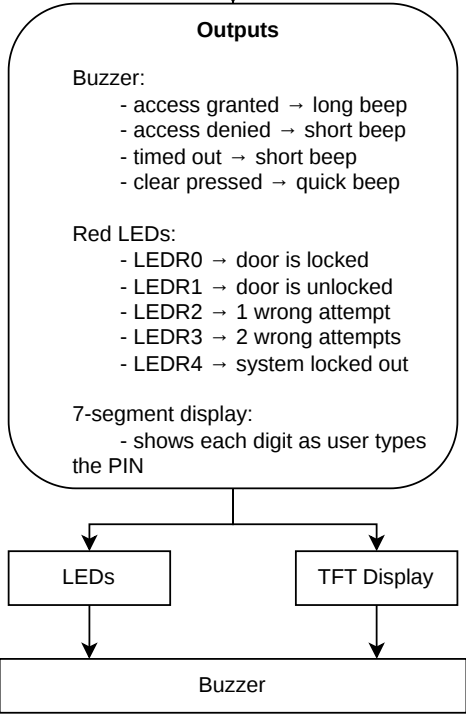 Outputs
Buzzer:
- access granted → long beep
- access denied → short beep
- timed out → short beep
- clear pressed → quick beep
Red LEDs:
- LEDR0 → door is locked
- LEDR1 → door is unlocked
- LEDR2 → 1 wrong attempt
- LEDR3 → 2 wrong attempts
- LEDR4 → system locked out
7-segment display:
- shows each digit as user types
the PIN
LEDs
TFT Display
Buzzer